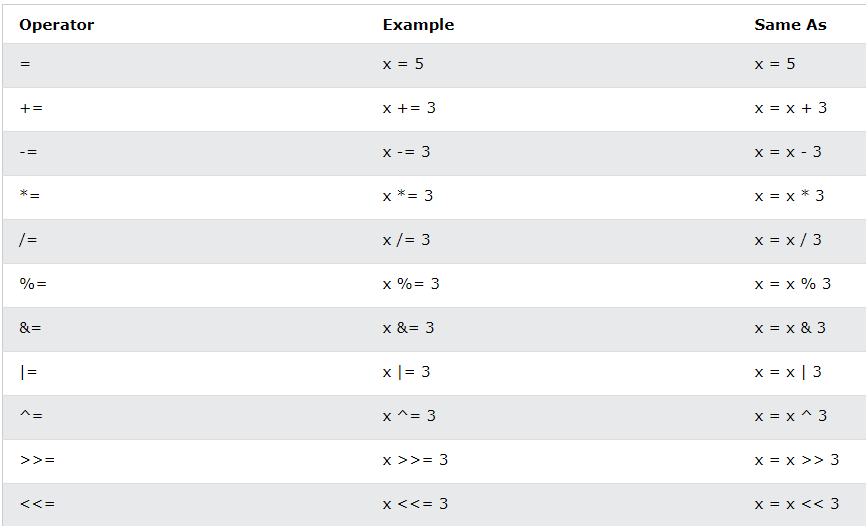 Operator Example Same As
= x = 5 x = 5
+= x += 3 x = x + 3
-= x -= 3 x = x - 3
*= x *= 3 x = x * 3
/= x /= 3 x = x / 3
%= x %= 3 x = x % 3
&= x &= 3 x = x & 3
|= x |= 3 x = x | 3
^= x ^= 3 x = x ^ 3
>>= x >>= 3 x = x >> 3
<<= x <<= 3 x = x << 3